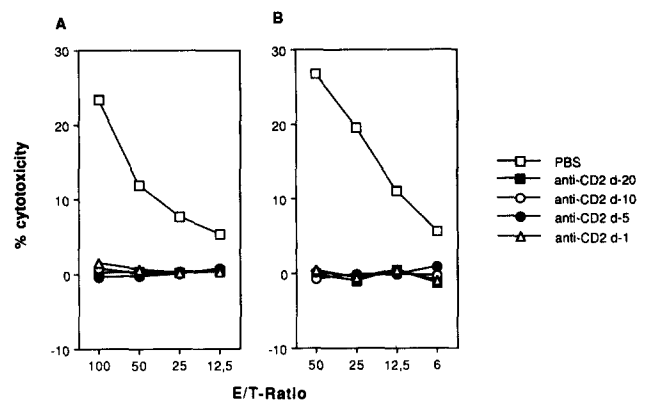 A
B
% cytotoxicity
30
20
10
0
-10
100 50 25 12,5
30
20
10
0
-10
50 25 12,5 6
E/T-Ratio
PBS
anti-CD2 d-20
anti-CD2 d-10
anti-CD2 d-5
anti-CD2 d-1